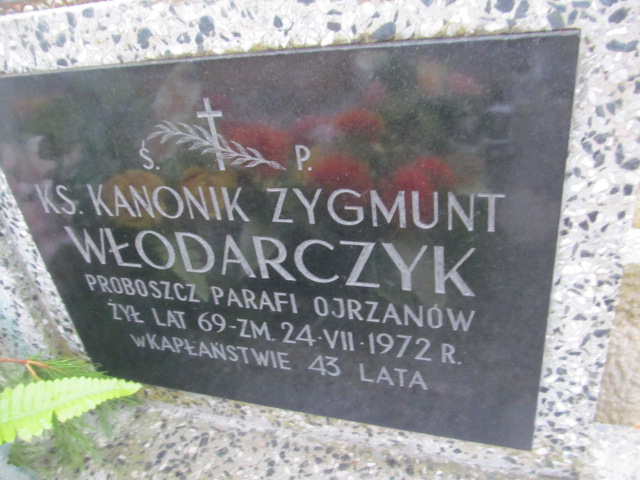 Ś. P.
KS. KANONIK ZYGMUNT
WŁODARCZYK
PROBOSZCZ PARAFI OJRZANÓW
ŻYŁ LAT 69-ZM. 24·VII·1972 R.
WKAPŁAŃSTWIE 43 LATA